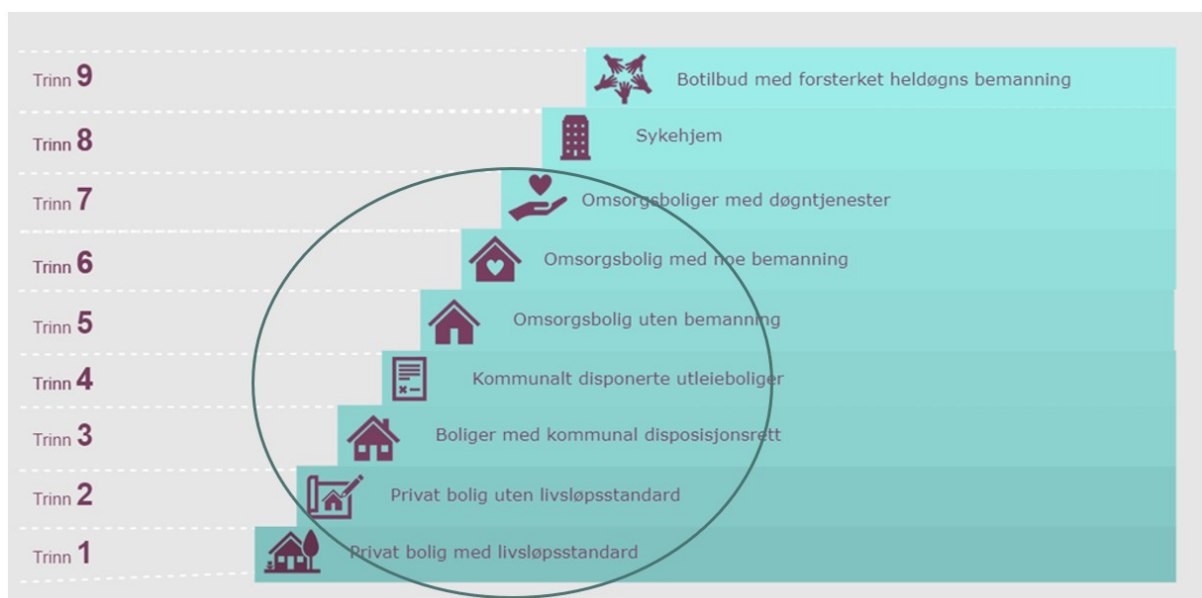 Trinn 9 Botilbud med forsterket heldøgns bemanning
Trinn 8 Sykehjem
Trinn 7 Omsorgsboliger med døgntjenester
Trinn 6 Omsorgsbolig med noe bemanning
Trinn 5 Omsorgsbolig uten bemanning
Trinn 4 Kommunalt disponerte utleieboliger
Trinn 3 Boliger med kommunal disposisjonsrett
Trinn 2 Privat bolig uten livsløpsstandard
Trinn 1 Privat bolig med livsløpsstandard